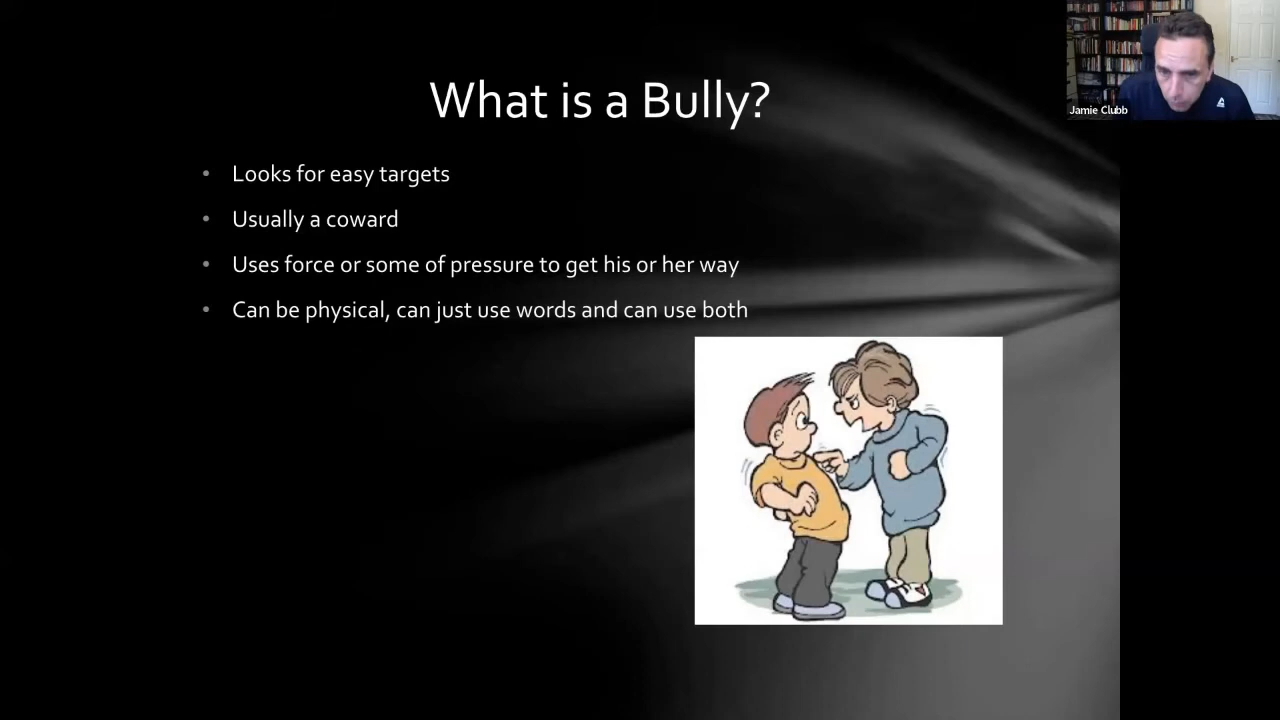 What is a Bully?
Jamie Clubb
• Looks for easy targets
• Usually a coward
• Uses force or some of pressure to get his or her way
• Can be physical, can just use words and can use both